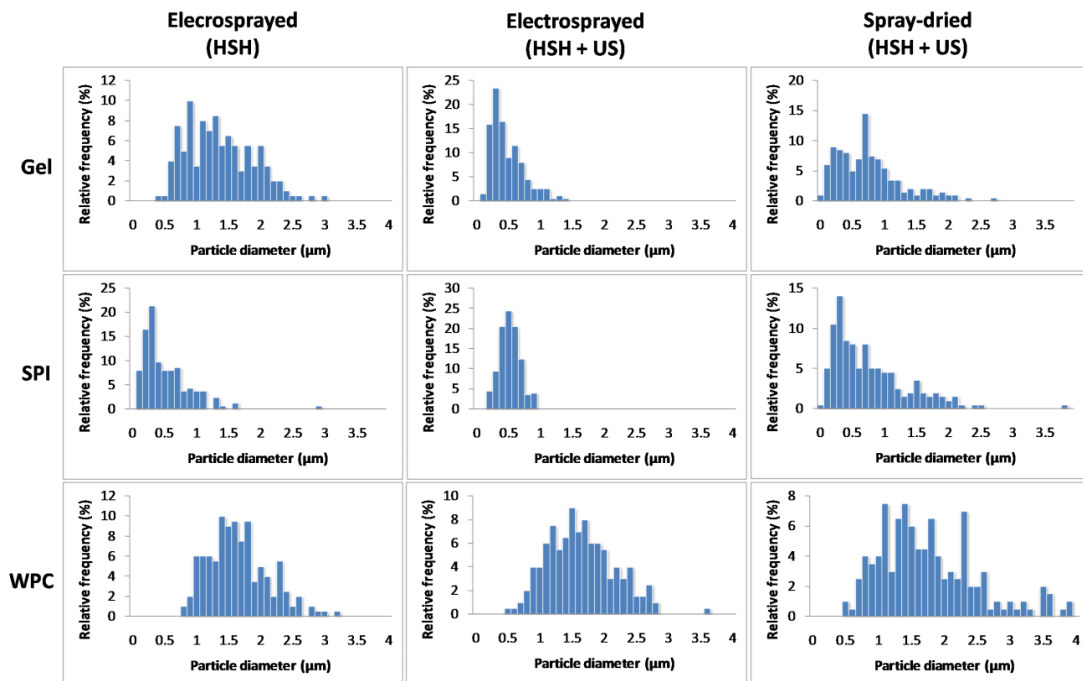 Elecrosprayed
(HSH)
Electrosprayed
(HSH + US)
Spray-dried
(HSH + US)
Gel
Relative frequency (%)
12
10
8
6
4
2
0
0 0.5 1 1.5 2 2.5 3 3.5 4
Particle diameter (µm)
Relative frequency (%)
25
20
15
10
5
0
0 0.5 1 1.5 2 2.5 3 3.5 4
Particle diameter (µm)
Relative frequency (%)
20
15
10
5
0
0 0.5 1 1.5 2 2.5 3 3.5
Particle diameter (µm)
SPI
Relative frequency (%)
25
20
15
10
5
0
0 0.5 1 1.5 2 2.5 3 3.5 4
Particle diameter (µm)
Relative frequency (%)
30
20
10
0
0 0.5 1 1.5 2 2.5 3 3.5 4
Particle diameter (µm)
Relative frequency (%)
15
10
5
0
0 0.5 1 1.5 2 2.5 3 3.5
Particle diameter (µm)
WPC
Relative frequency (%)
12
10
8
6
4
2
0
0 0.5 1 1.5 2 2.5 3 3.5 4
Particle diameter (µm)
Relative frequency (%)
10
8
6
4
2
0
0 0.5 1 1.5 2 2.5 3 3.5 4
Particle diameter (µm)
Relative frequency (%)
8
6
4
2
0
0 0.5 1 1.5 2 2.5 3 3.5 4
Particle diameter (µm)